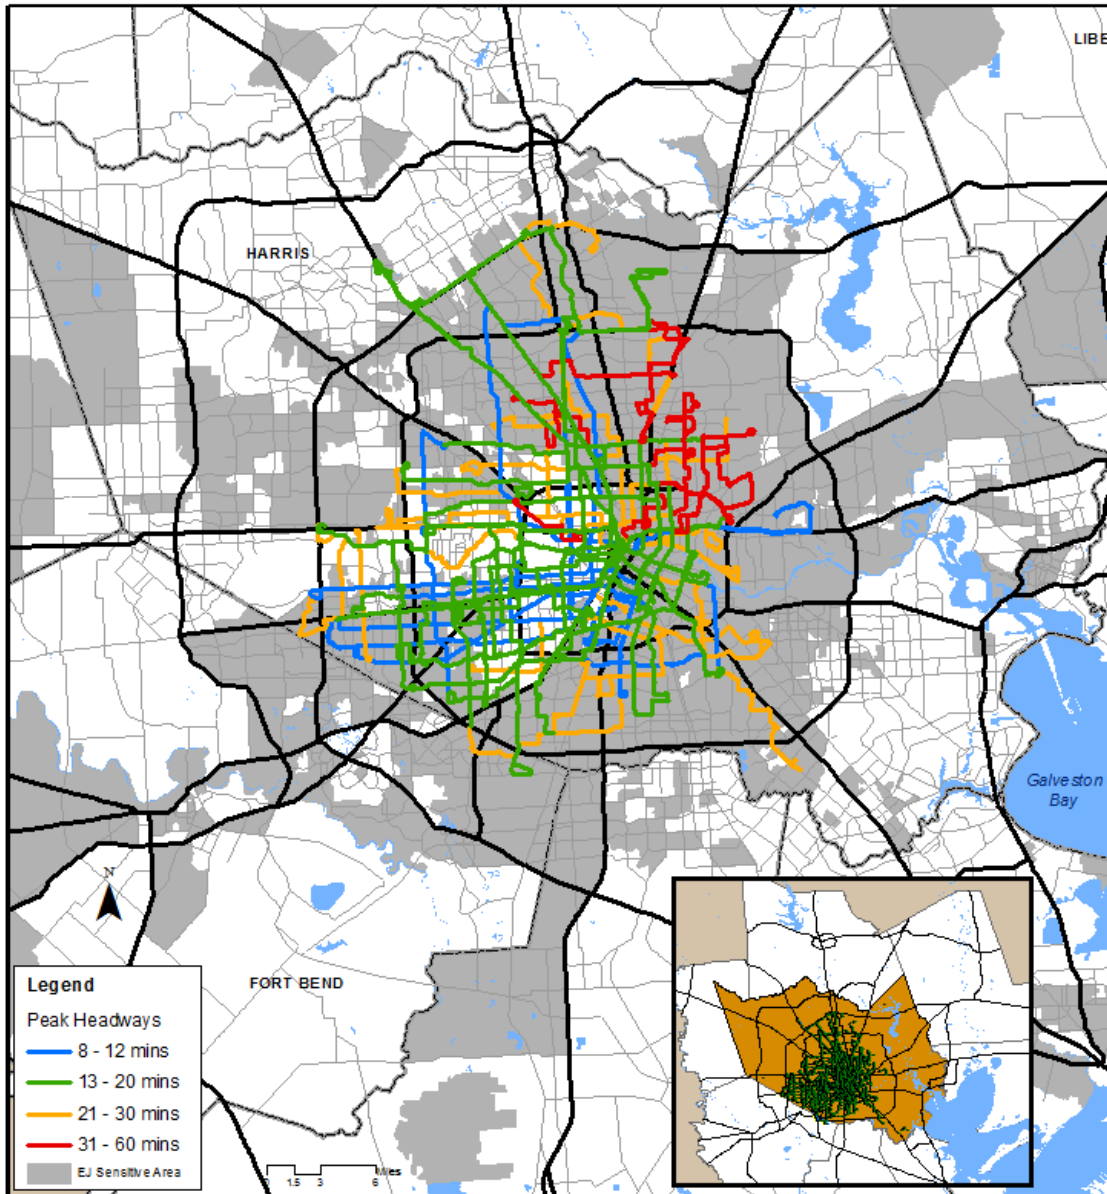 LIBE
HARRIS
Galveston
Bay
N
FORT BEND
Legend
Peak Headways
8 - 12 mins
13 - 20 mins
21 - 30 mins
31 - 60 mins
EJ Sensitive Area
Miles
0 1.5 3 6